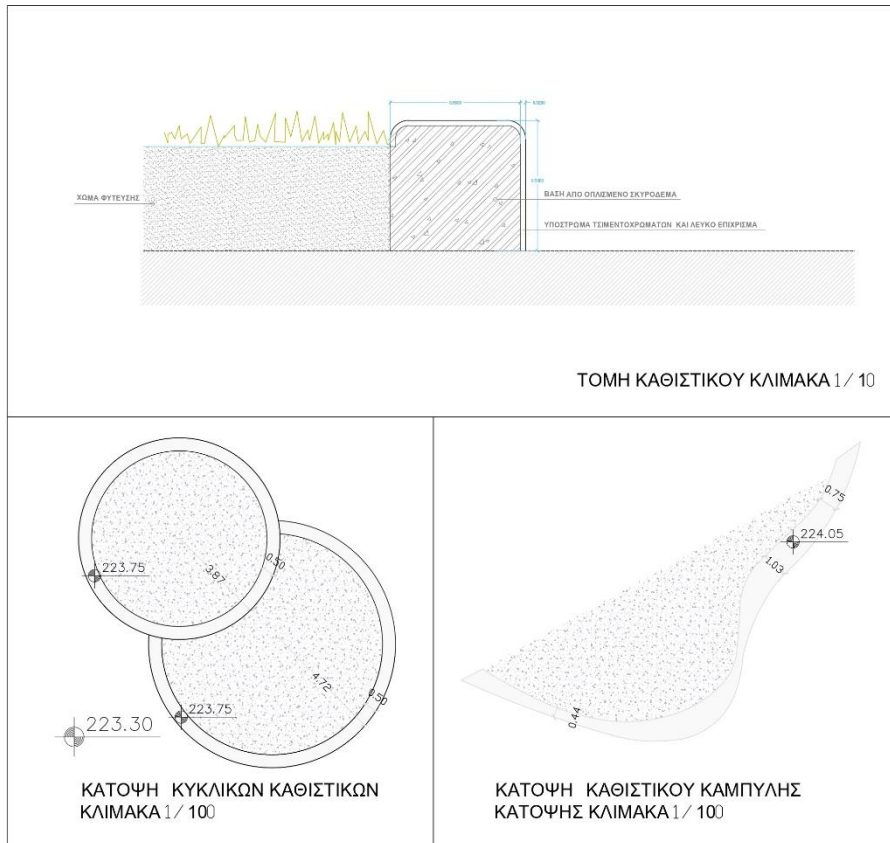 ΧΩΜΑ ΦΥΤΕΥΣΗΣ
ΒΑΣΗ ΑΠΟ ΟΠΛΙΣΜΕΝΟ ΣΚΥΡΟΔΕΜΑ
ΥΠΟΣΤΡΩΜΑ ΤΣΙΜΕΝΤΟΧΡΩΜΑΤΩΝ ΚΑΙ ΛΕΥΚΟ ΕΠΙΧΡΙΣΜΑ
ΤΟΜΗ ΚΑΘΙΣΤΙΚΟΥ ΚΛΙΜΑΚΑ 1/ 10
223.75
3.87
0.50
4.72
0.50
223.75
223.30
ΚΑΤΟΨΗ ΚΥΚΛΙΚΩΝ ΚΑΘΙΣΤΙΚΩΝ
ΚΛΙΜΑΚΑ 1/ 100
0.75
224.05
1.03
0.44
ΚΑΤΟΨΗ ΚΑΘΙΣΤΙΚΟΥ ΚΑΜΠΥΛΗΣ
ΚΑΤΟΨΗΣ ΚΛΙΜΑΚΑ 1/ 100